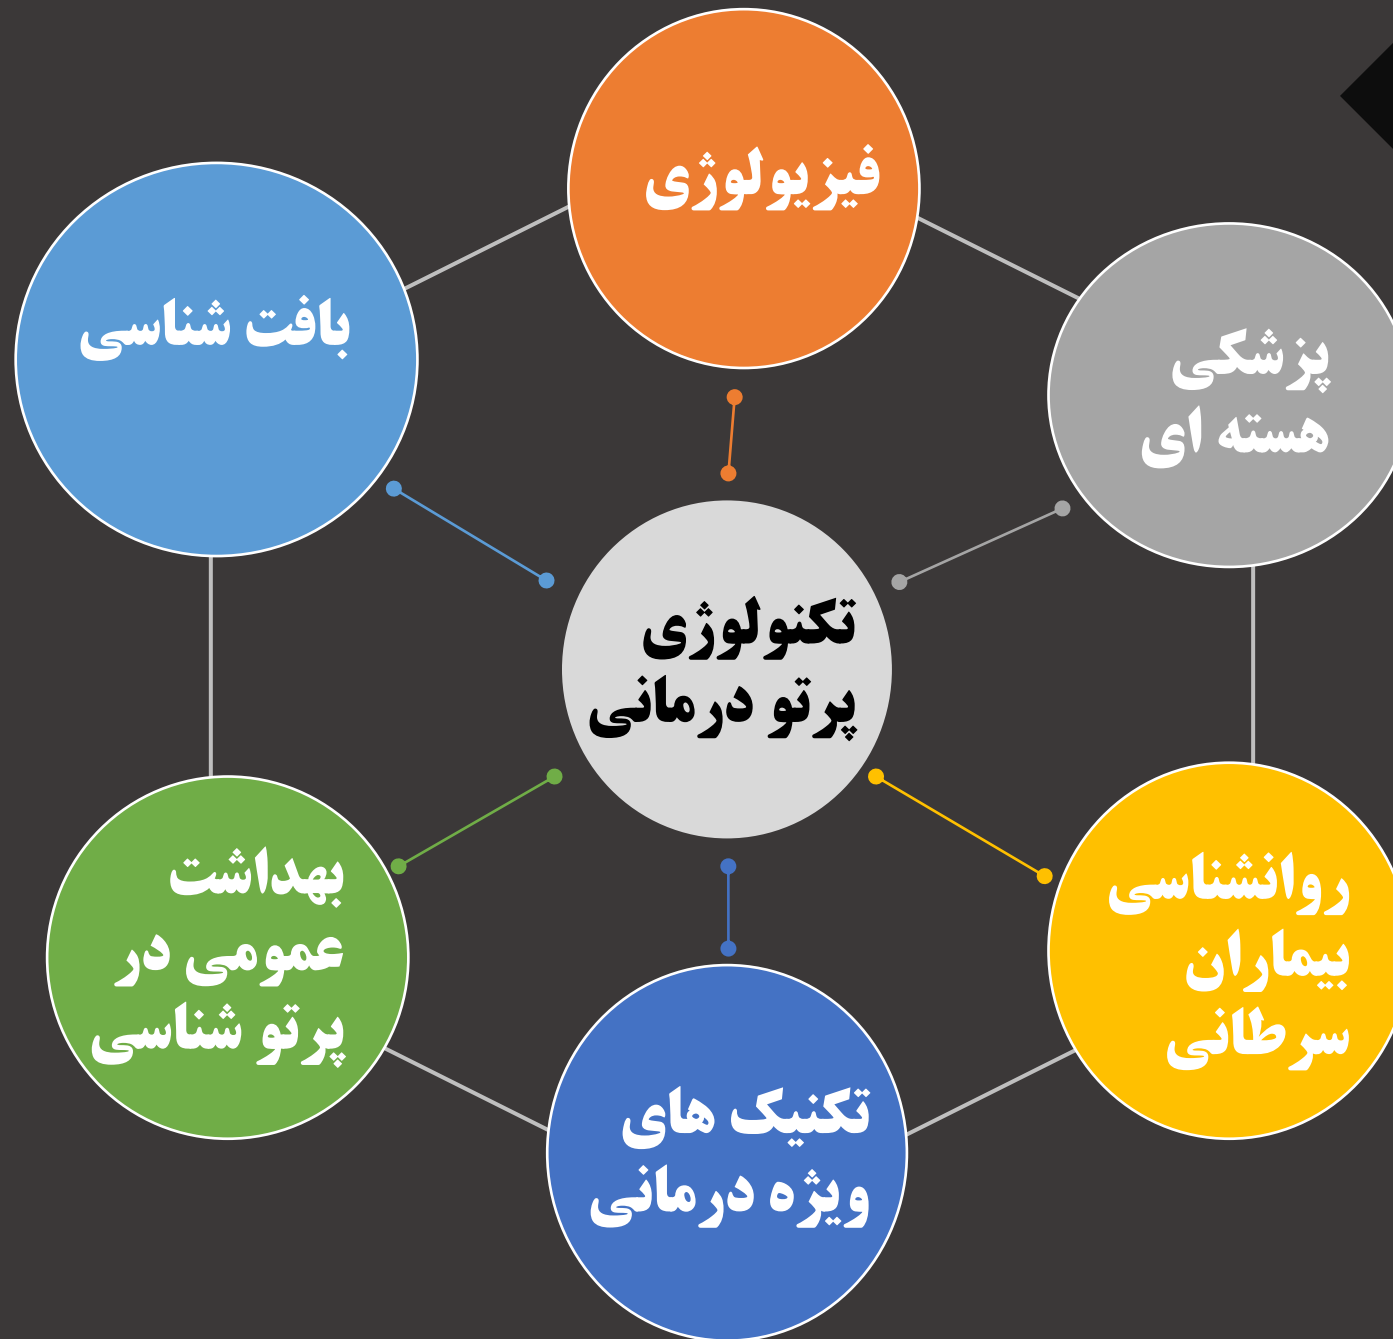 فیزیولوژی
بافت شناسی
پزشکی
هسته ای
تکنولوژی
پرتو درمانی
بهداشت
عمومی در
پرتو شناسی
روانشناسی
بیماران
سرطانی
تکنیک های
ویژه درمانی